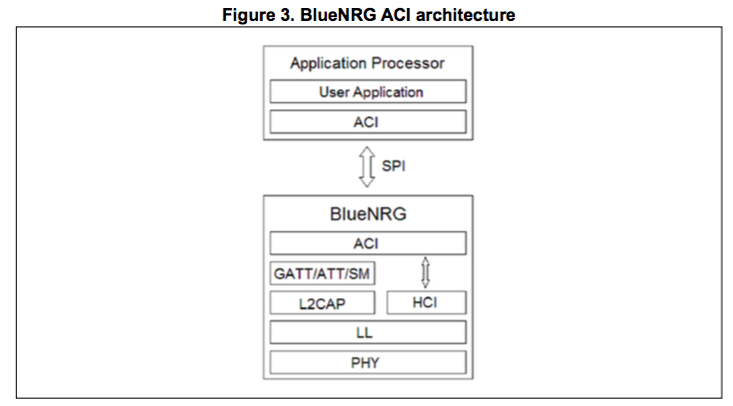 Figure 3. BlueNRG ACI architecture
Application Processor
User Application
ACI
SPI
BlueNRG
ACI
GATT/ATT/SM
L2CAP
HCI
LL
PHY